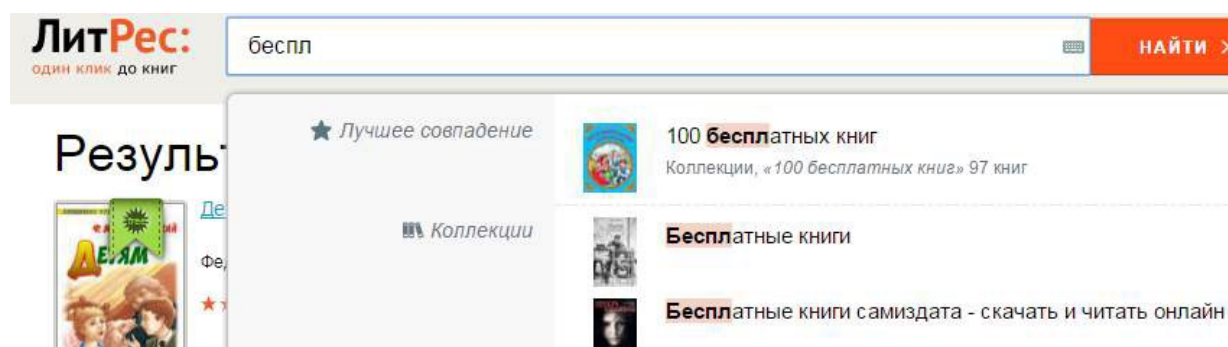 ЛитРес:
один клик до книг
беспл
НАЙТИ
Лучшее совпадение
100 бесплатных книг
Коллекции, «100 бесплатных книг» 97 книг
Коллекции
Бесплатные книги
Бесплатные книги самиздата - скачать и читать онлайн
Резуль
Де
Фед
ДЕТЯМ